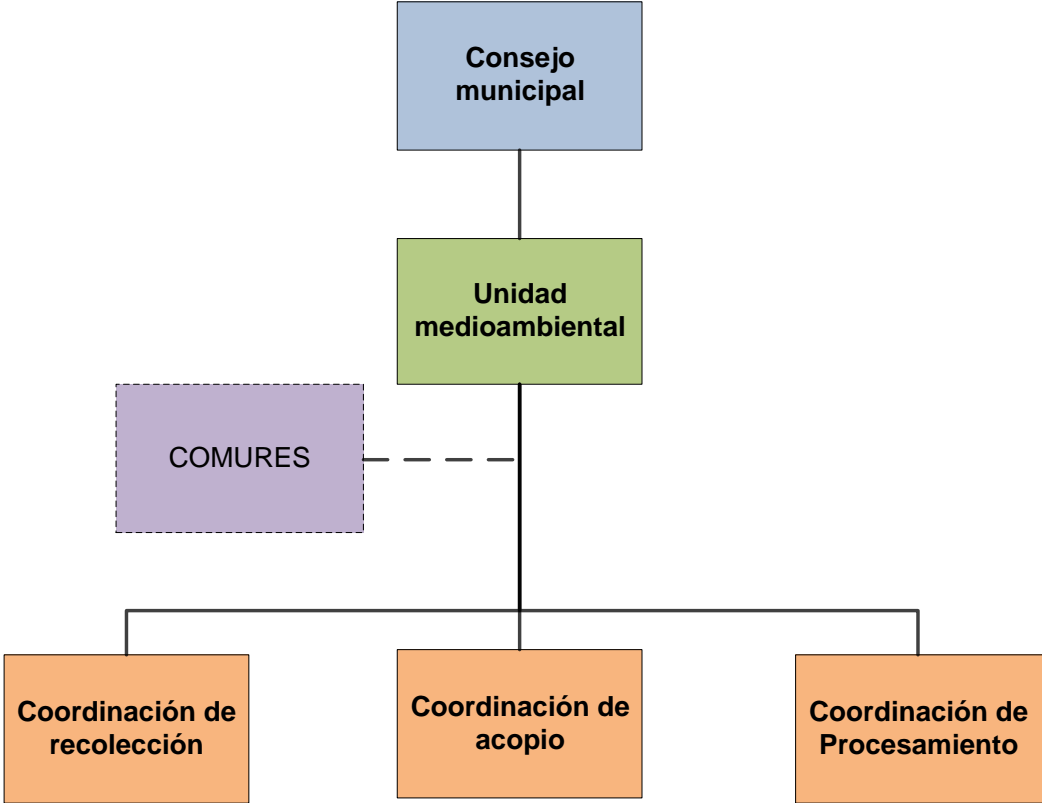 Consejo
municipal
Unidad
medioambiental
COMURES
Coordinación de
recolección
Coordinación de
acopio
Coordinación de
Procesamiento